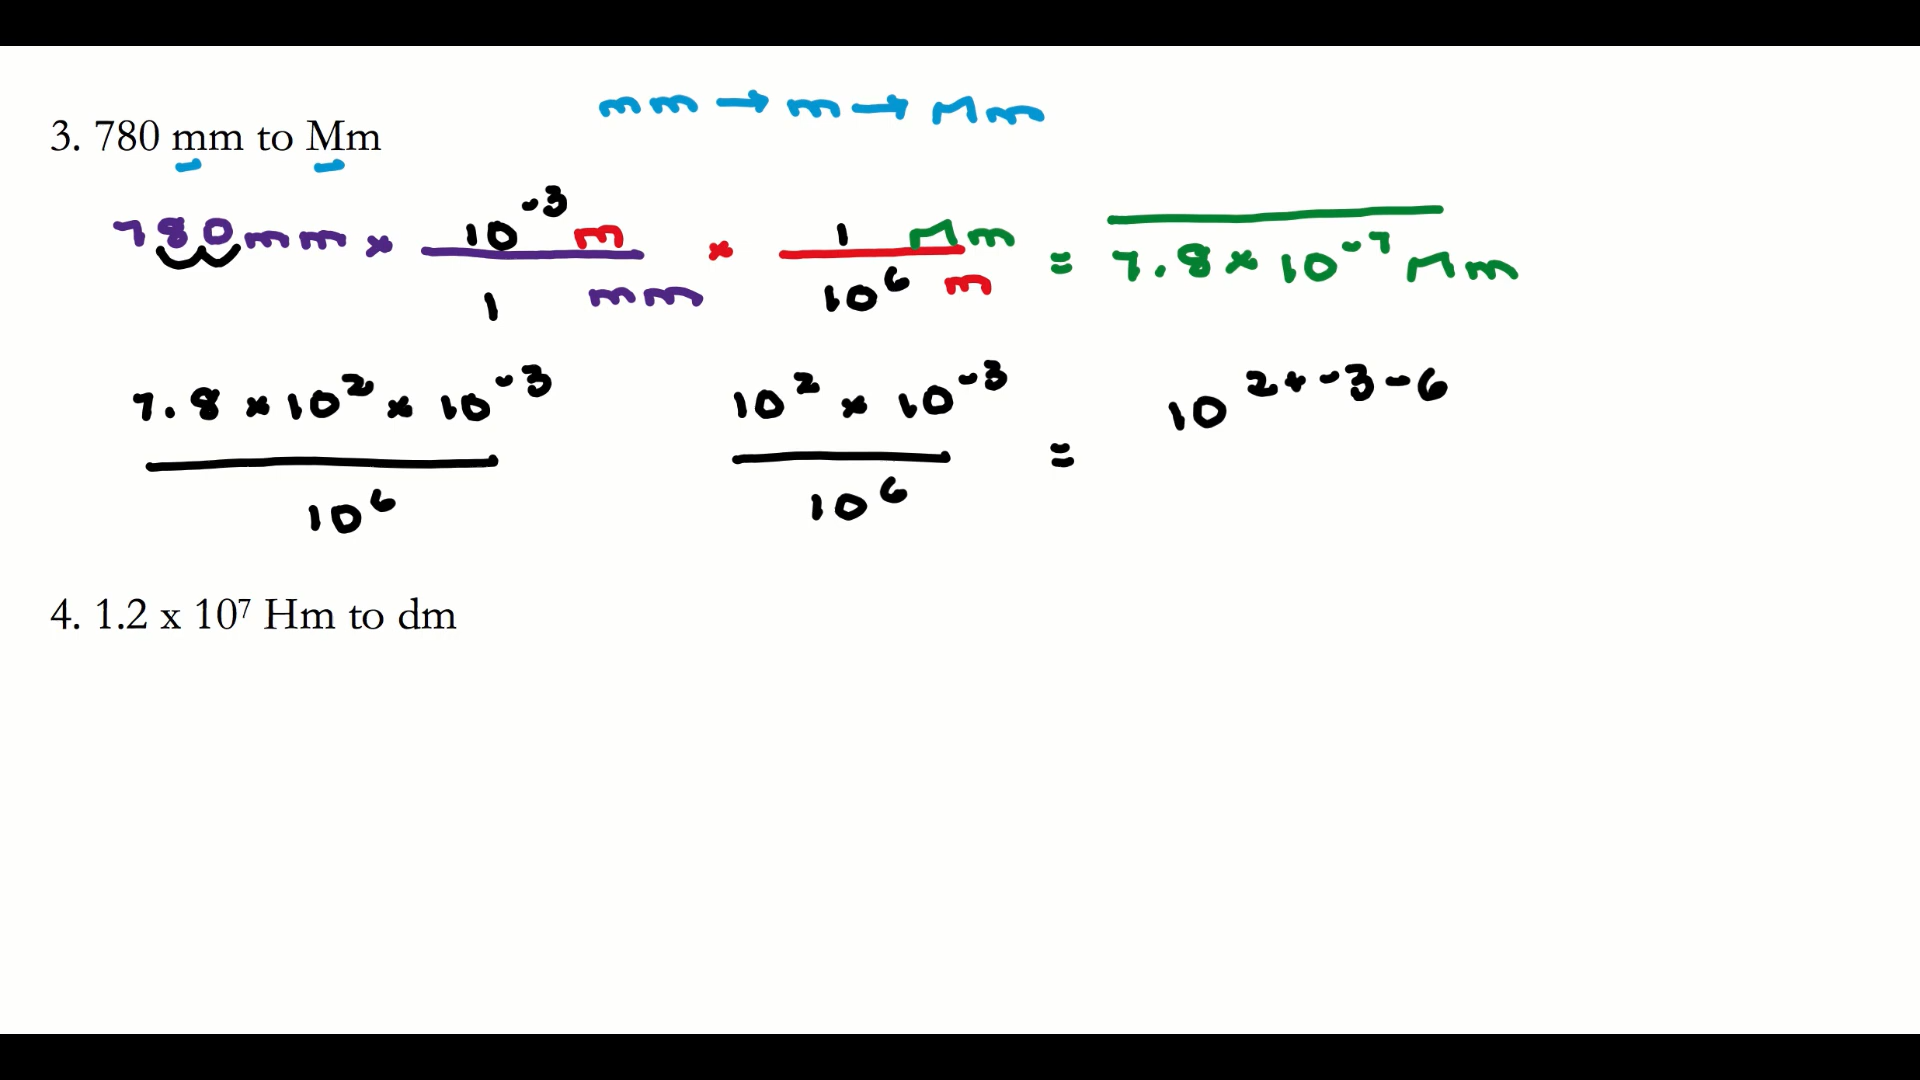 mm → m → Mm
3. 780 mm to Mm
780 mm × 10⁻³ m / 1 mm × 1 Mm / 10⁶ m = 7.8 × 10⁻⁷ Mm
7.8 × 10² × 10⁻³ / 10⁶ 10² × 10⁻³ / 10⁶ = 10²⁺⁻³⁻⁶
4. 1.2 x 10⁷ Hm to dm